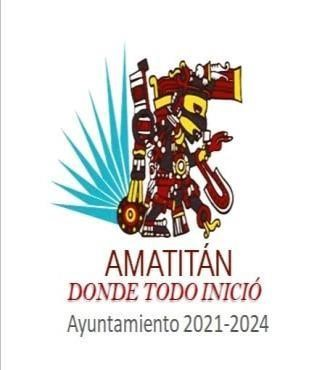 AMATITÁN
DONDE TODO INICIÓ
Ayuntamiento 2021-2024